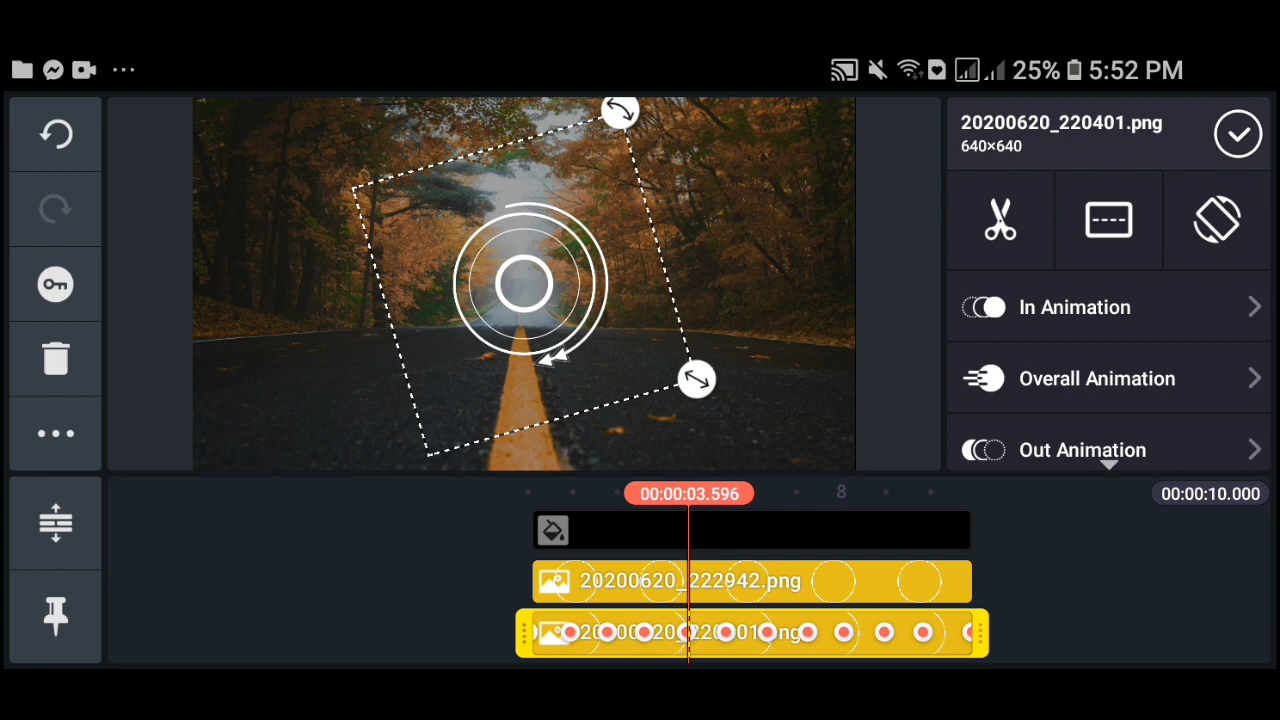 25% 5:52 PM
20200620_220401.png
640×640
In Animation
Overall Animation
Out Animation
00:00:03.596
8
00:00:10.000
20200620_222942.png